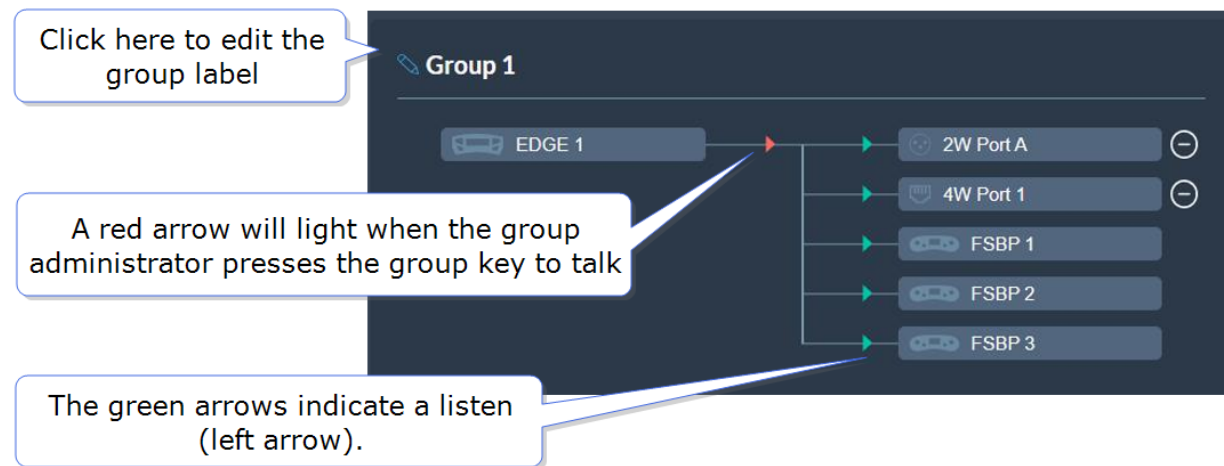 Click here to edit the
group label
Group 1
EDGE 1
2W Port A
4W Port 1
A red arrow will light when the group
administrator presses the group key to talk
FSBP 1
FSBP 2
FSBP 3
The green arrows indicate a listen
(left arrow).